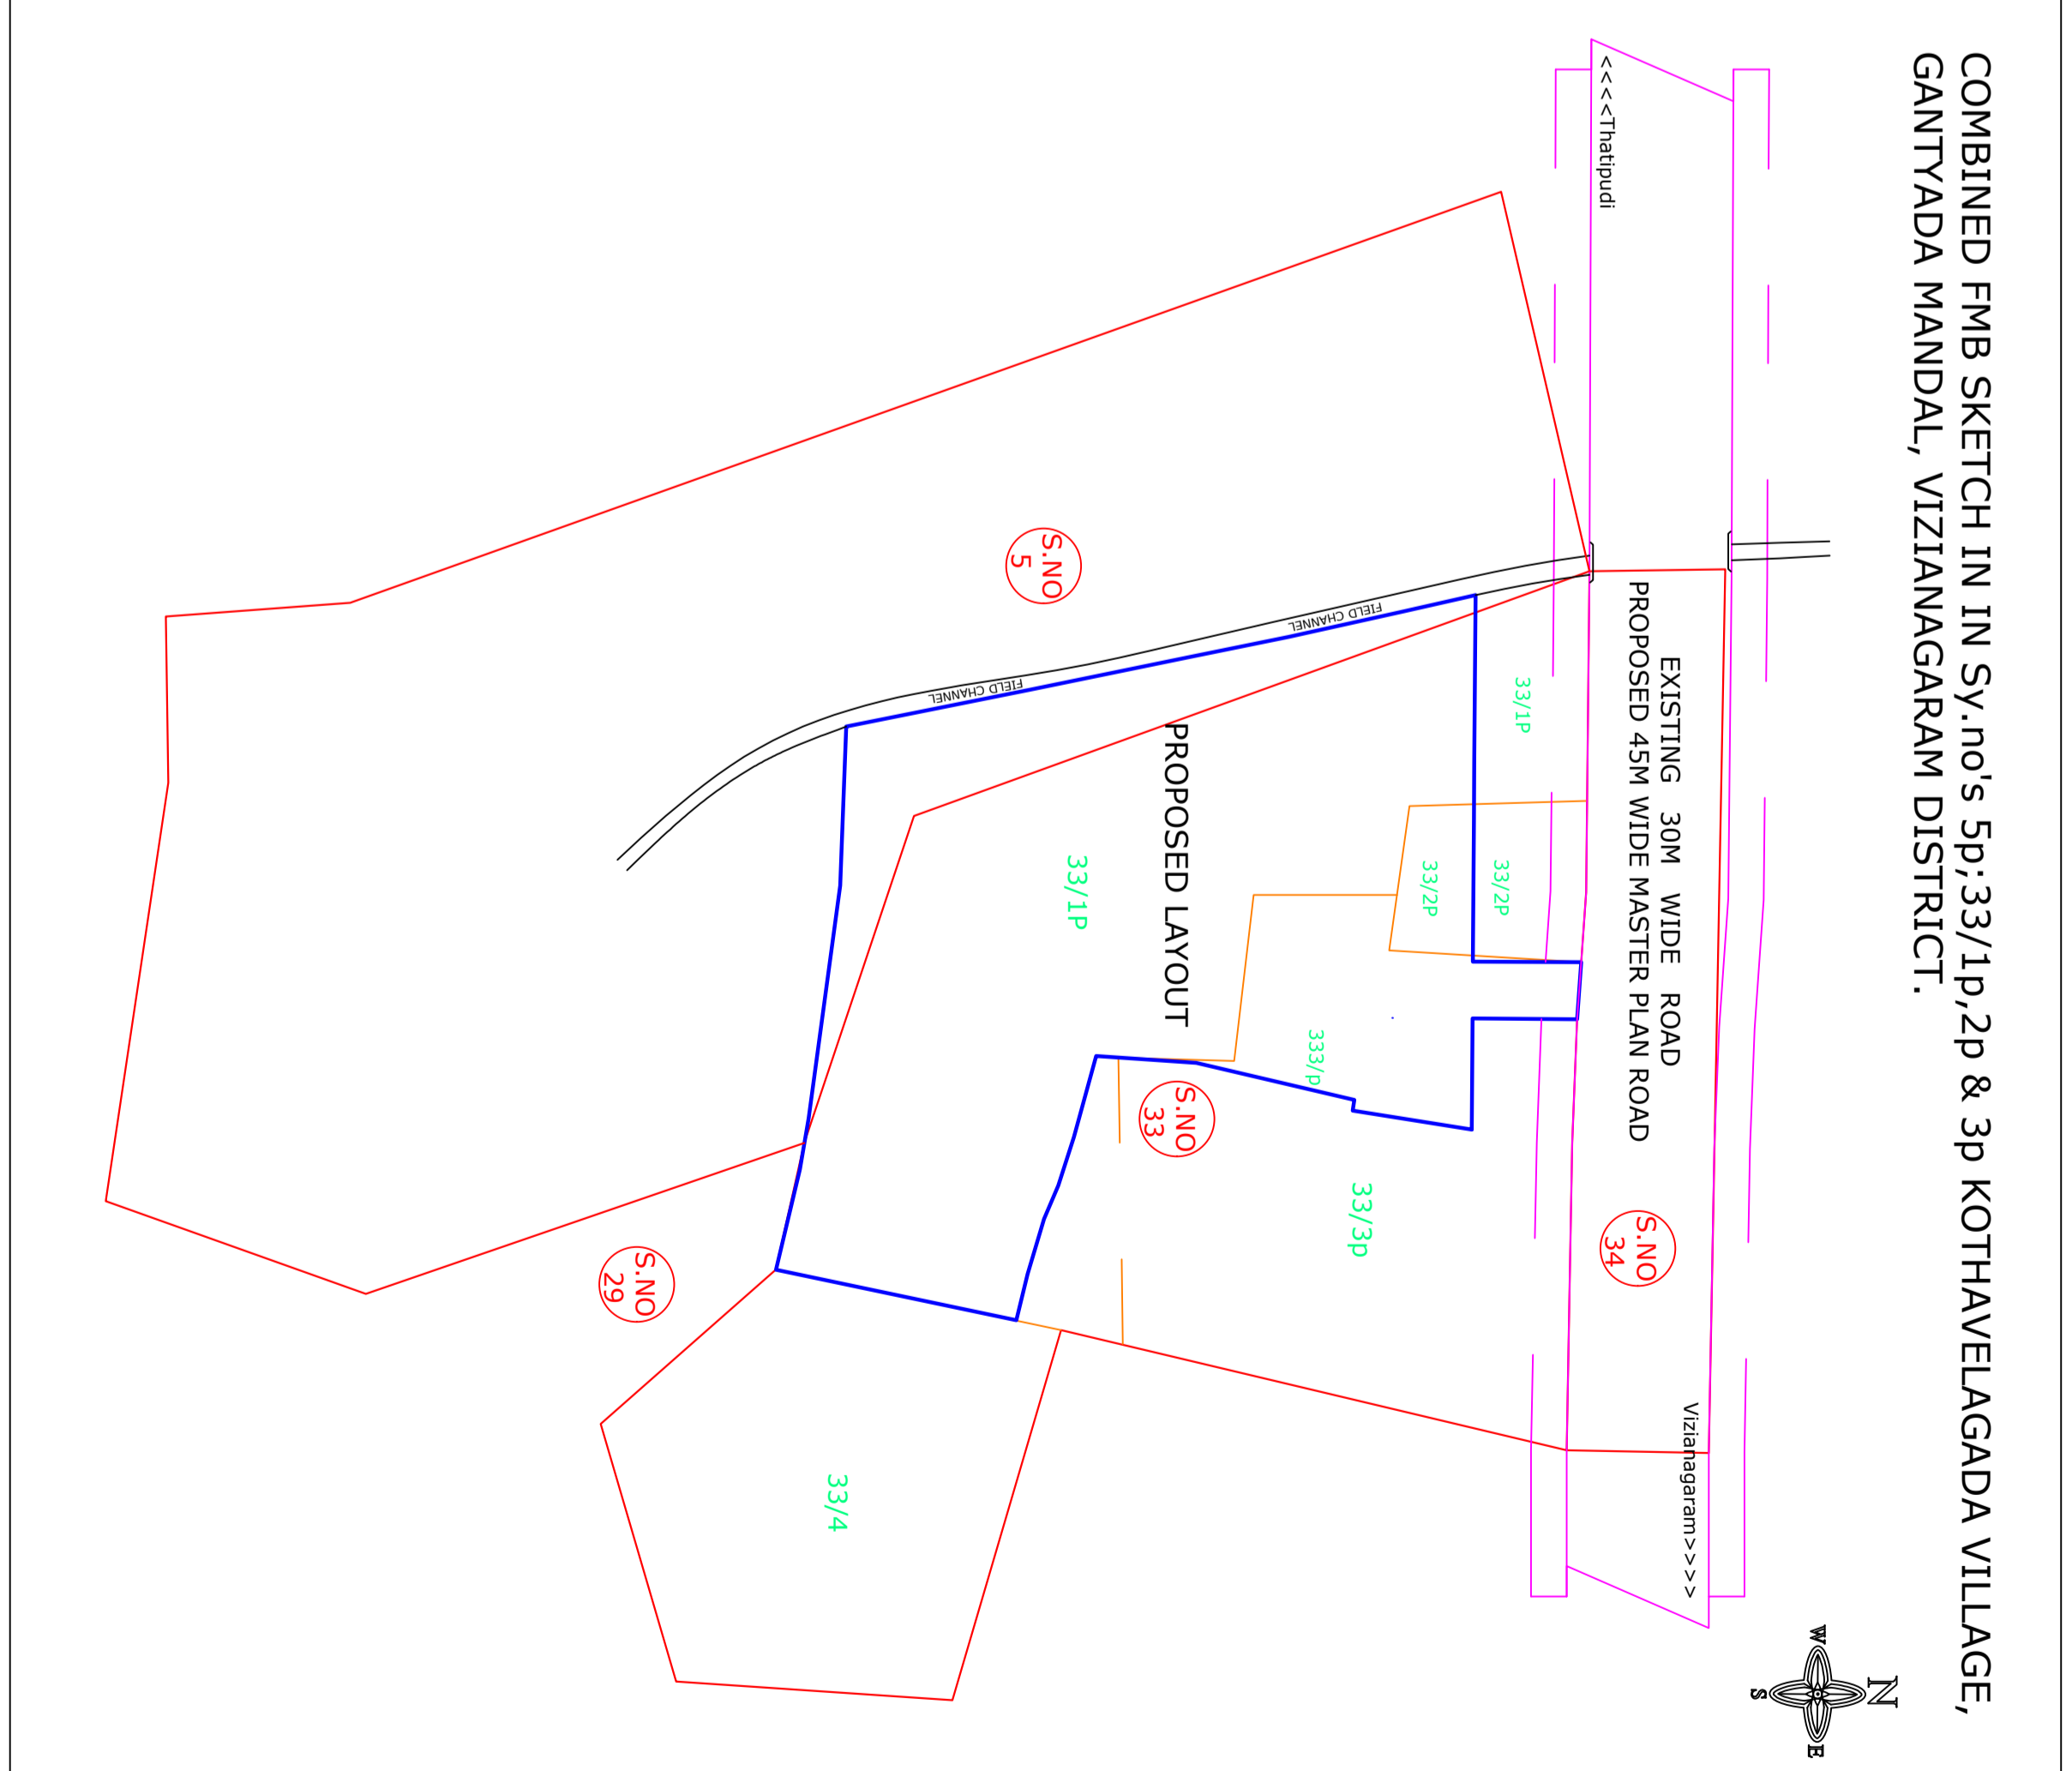 COMBINED FMB SKETCH IN IN Sy.no's 5p;33/1p,2p & 3p KOTHAVELAGADA VILLAGE,
GANTYADA MANDAL, VIZIANAGARAM DISTRICT.
<<<<Thatipudi
EXISTING 30M WIDE ROAD
PROPOSED 45M WIDE MASTER PLAN ROAD
S.NO
34
Vizianagaram>>>>
N
W
E
S
33/1P
33/2P
33/2P
FIELD CHANNEL
FIELD CHANNEL
333/p
33/3p
PROPOSED LAYOUT
S.NO
33
33/1P
S.NO
5
33/4
S.NO
29